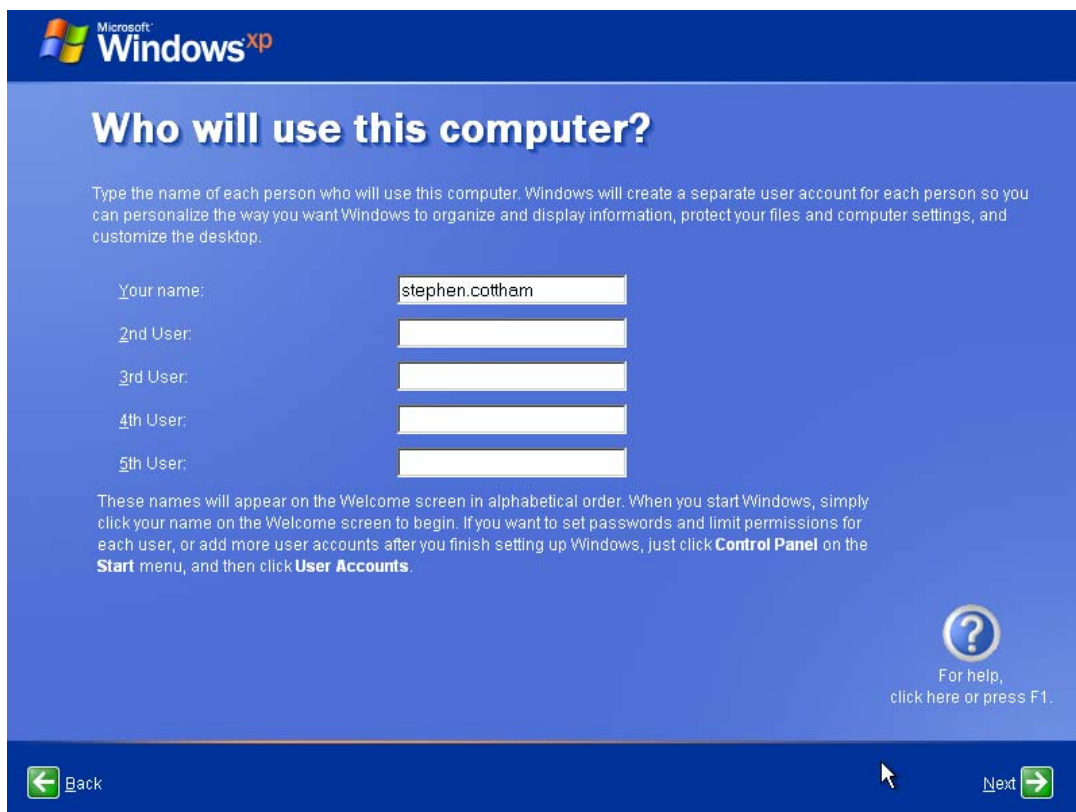 Microsoft
Windows xp
Who will use this computer?
Type the name of each person who will use this computer. Windows will create a separate user account for each person so you
can personalize the way you want Windows to organize and display information, protect your files and computer settings, and
customize the desktop.
Your name:
stephen.cottham
2nd User:
3rd User:
4th User:
5th User:
These names will appear on the Welcome screen in alphabetical order. When you start Windows, simply
click your name on the Welcome screen to begin. If you want to set passwords and limit permissions for
each user, or add more user accounts after you finish setting up Windows, just click Control Panel on the
Start menu, and then click User Accounts.
?
For help,
click here or press F1.
Back
Next